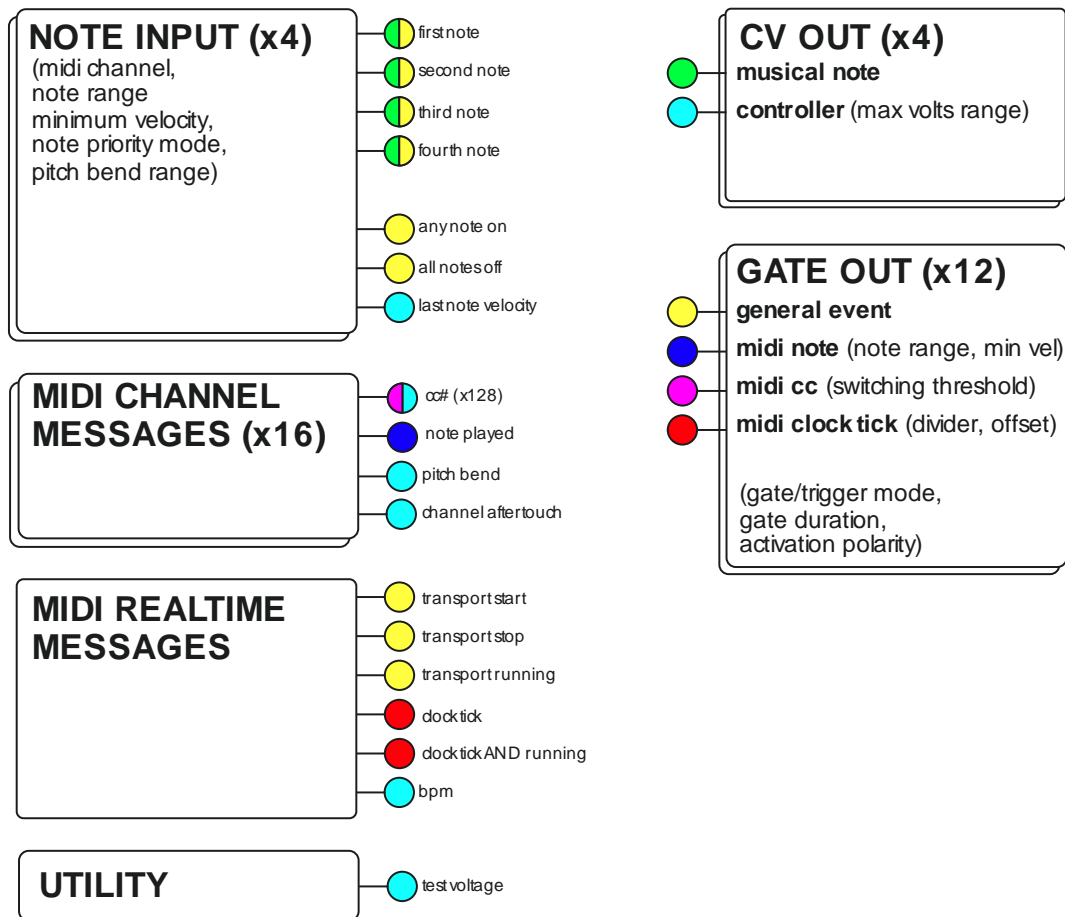 NOTE INPUT (x4)
(midi channel,
note range
minimum velocity,
note priority mode,
pitch bend range)
first note
second note
third note
fourth note
any note on
all notes off
last note velocity
MIDI CHANNEL
MESSAGES (x16)
cc# (x128)
note played
pitch bend
channel aftertouch
MIDI REALTIME
MESSAGES
transport start
transport stop
transport running
clock tick
clock tick AND running
bpm
UTILITY
test voltage
CV OUT (x4)
musical note
controller (max volts range)
GATE OUT (x12)
general event
midi note (note range, min vel)
midi cc (switching threshold)
midi clock tick (divider, offset)
(gate/trigger mode,
gate duration,
activation polarity)